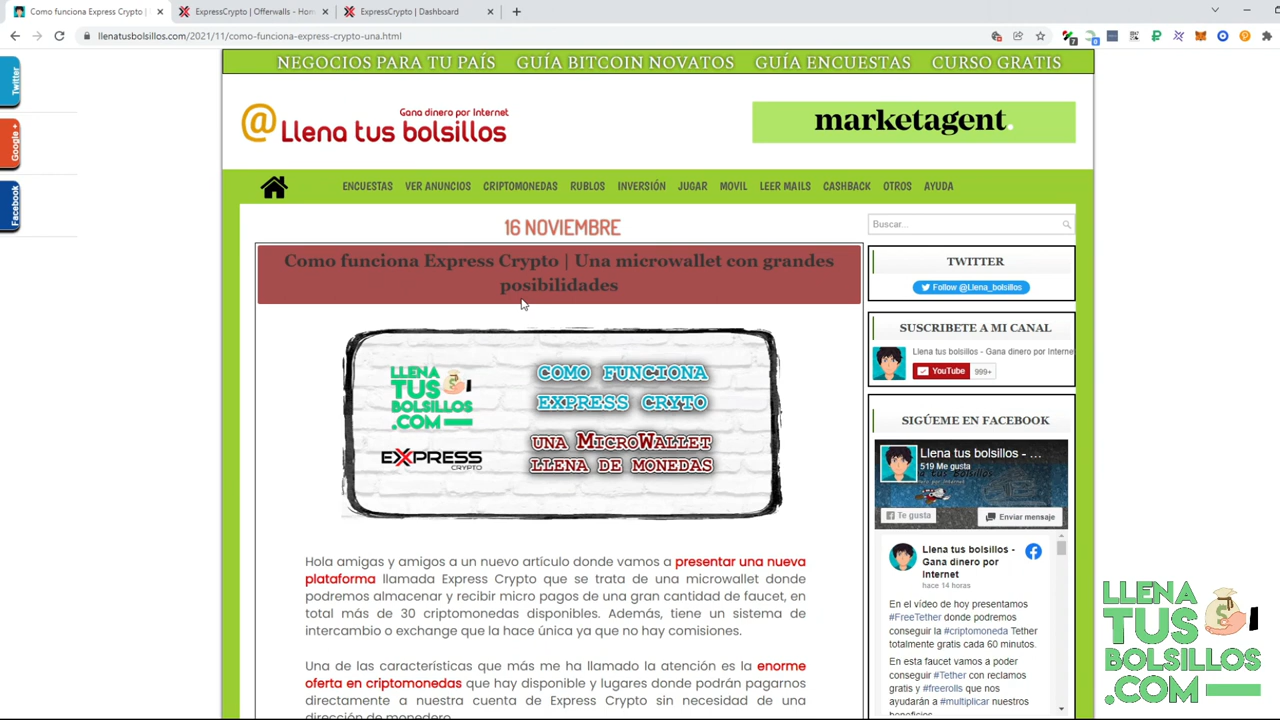 Como funciona Express Crypto |
ExpressCrypto | Offerwalls - Hom
ExpressCrypto | Dashboard
llenatusbolsillos.com/2021/11/como-funciona-express-crypto-una.html
Twitter
Google +
Facebook
NEGOCIOS PARA TU PAÍS GUÍA BITCOIN NOVATOS GUÍA ENCUESTAS CURSO GRATIS
Gana dinero por Internet
@Llena tus bolsillos
marketagent.
ENCUESTAS VER ANUNCIOS CRIPTOMONEDAS RUBLOS INVERSIÓN JUGAR MOVIL LEER MAILS CASHBACK OTROS AYUDA
16 NOVIEMBRE
Como funciona Express Crypto | Una microwallet con grandes
posibilidades
LLENA
TUS
BOLSILLOS
.COM
EXPRESS
CRYPTO
COMO FUNCIONA
EXPRESS CRYTO
UNA MICROWALLET
LLENA DE MONEDAS
Hola amigas y amigos a un nuevo artículo donde vamos a presentar una nueva
plataforma llamada Express Crypto que se trata de una microwallet donde
podremos almacenar y recibir micro pagos de una gran cantidad de faucet, en
total más de 30 criptomonedas disponibles. Además, tiene un sistema de
intercambio o exchange que la hace única ya que no hay comisiones.
Una de las características que más me ha llamado la atención es la enorme
oferta en criptomonedas que hay disponible y lugares donde podrán pagarnos
directamente a nuestra cuenta de Express Crypto sin necesidad de una
dirección de monedero.
Buscar...
TWITTER
Follow @Llena_bolsillos
SUSCRIBETE A MI CANAL
Llena tus bolsillos - Gana dinero por Interne
YouTube 999+
SIGÚEME EN FACEBOOK
Llena tus bolsillos - ...
519 Me gusta
Te gusta
Enviar mensaje
Llena tus bolsillos -
Gana dinero por
Internet
hace 14 horas
En el vídeo de hoy presentamos
#FreeTether donde podremos
conseguir la #criptomoneda Tether
totalmente gratis cada 60 minutos.
En esta faucet vamos a poder
conseguir #Tether con reclamos
gratis y #freerolls que nos
ayudarán a #multiplicar nuestros
beneficios.
LLENA
TUS
BOLSILLOS
.COM